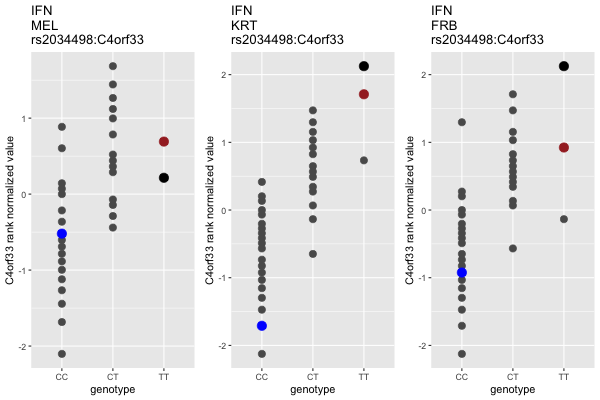 IFN
MEL
rs2034498:C4orf33
C4orf33 rank normalized value
1
0
-1
-2
CC
CT
TT
genotype
IFN
KRT
rs2034498:C4orf33
C4orf33 rank normalized value
2
1
0
-1
-2
CC
CT
TT
genotype
IFN
FRB
rs2034498:C4orf33
C4orf33 rank normalized value
2
1
0
-1
-2
CC
CT
TT
genotype